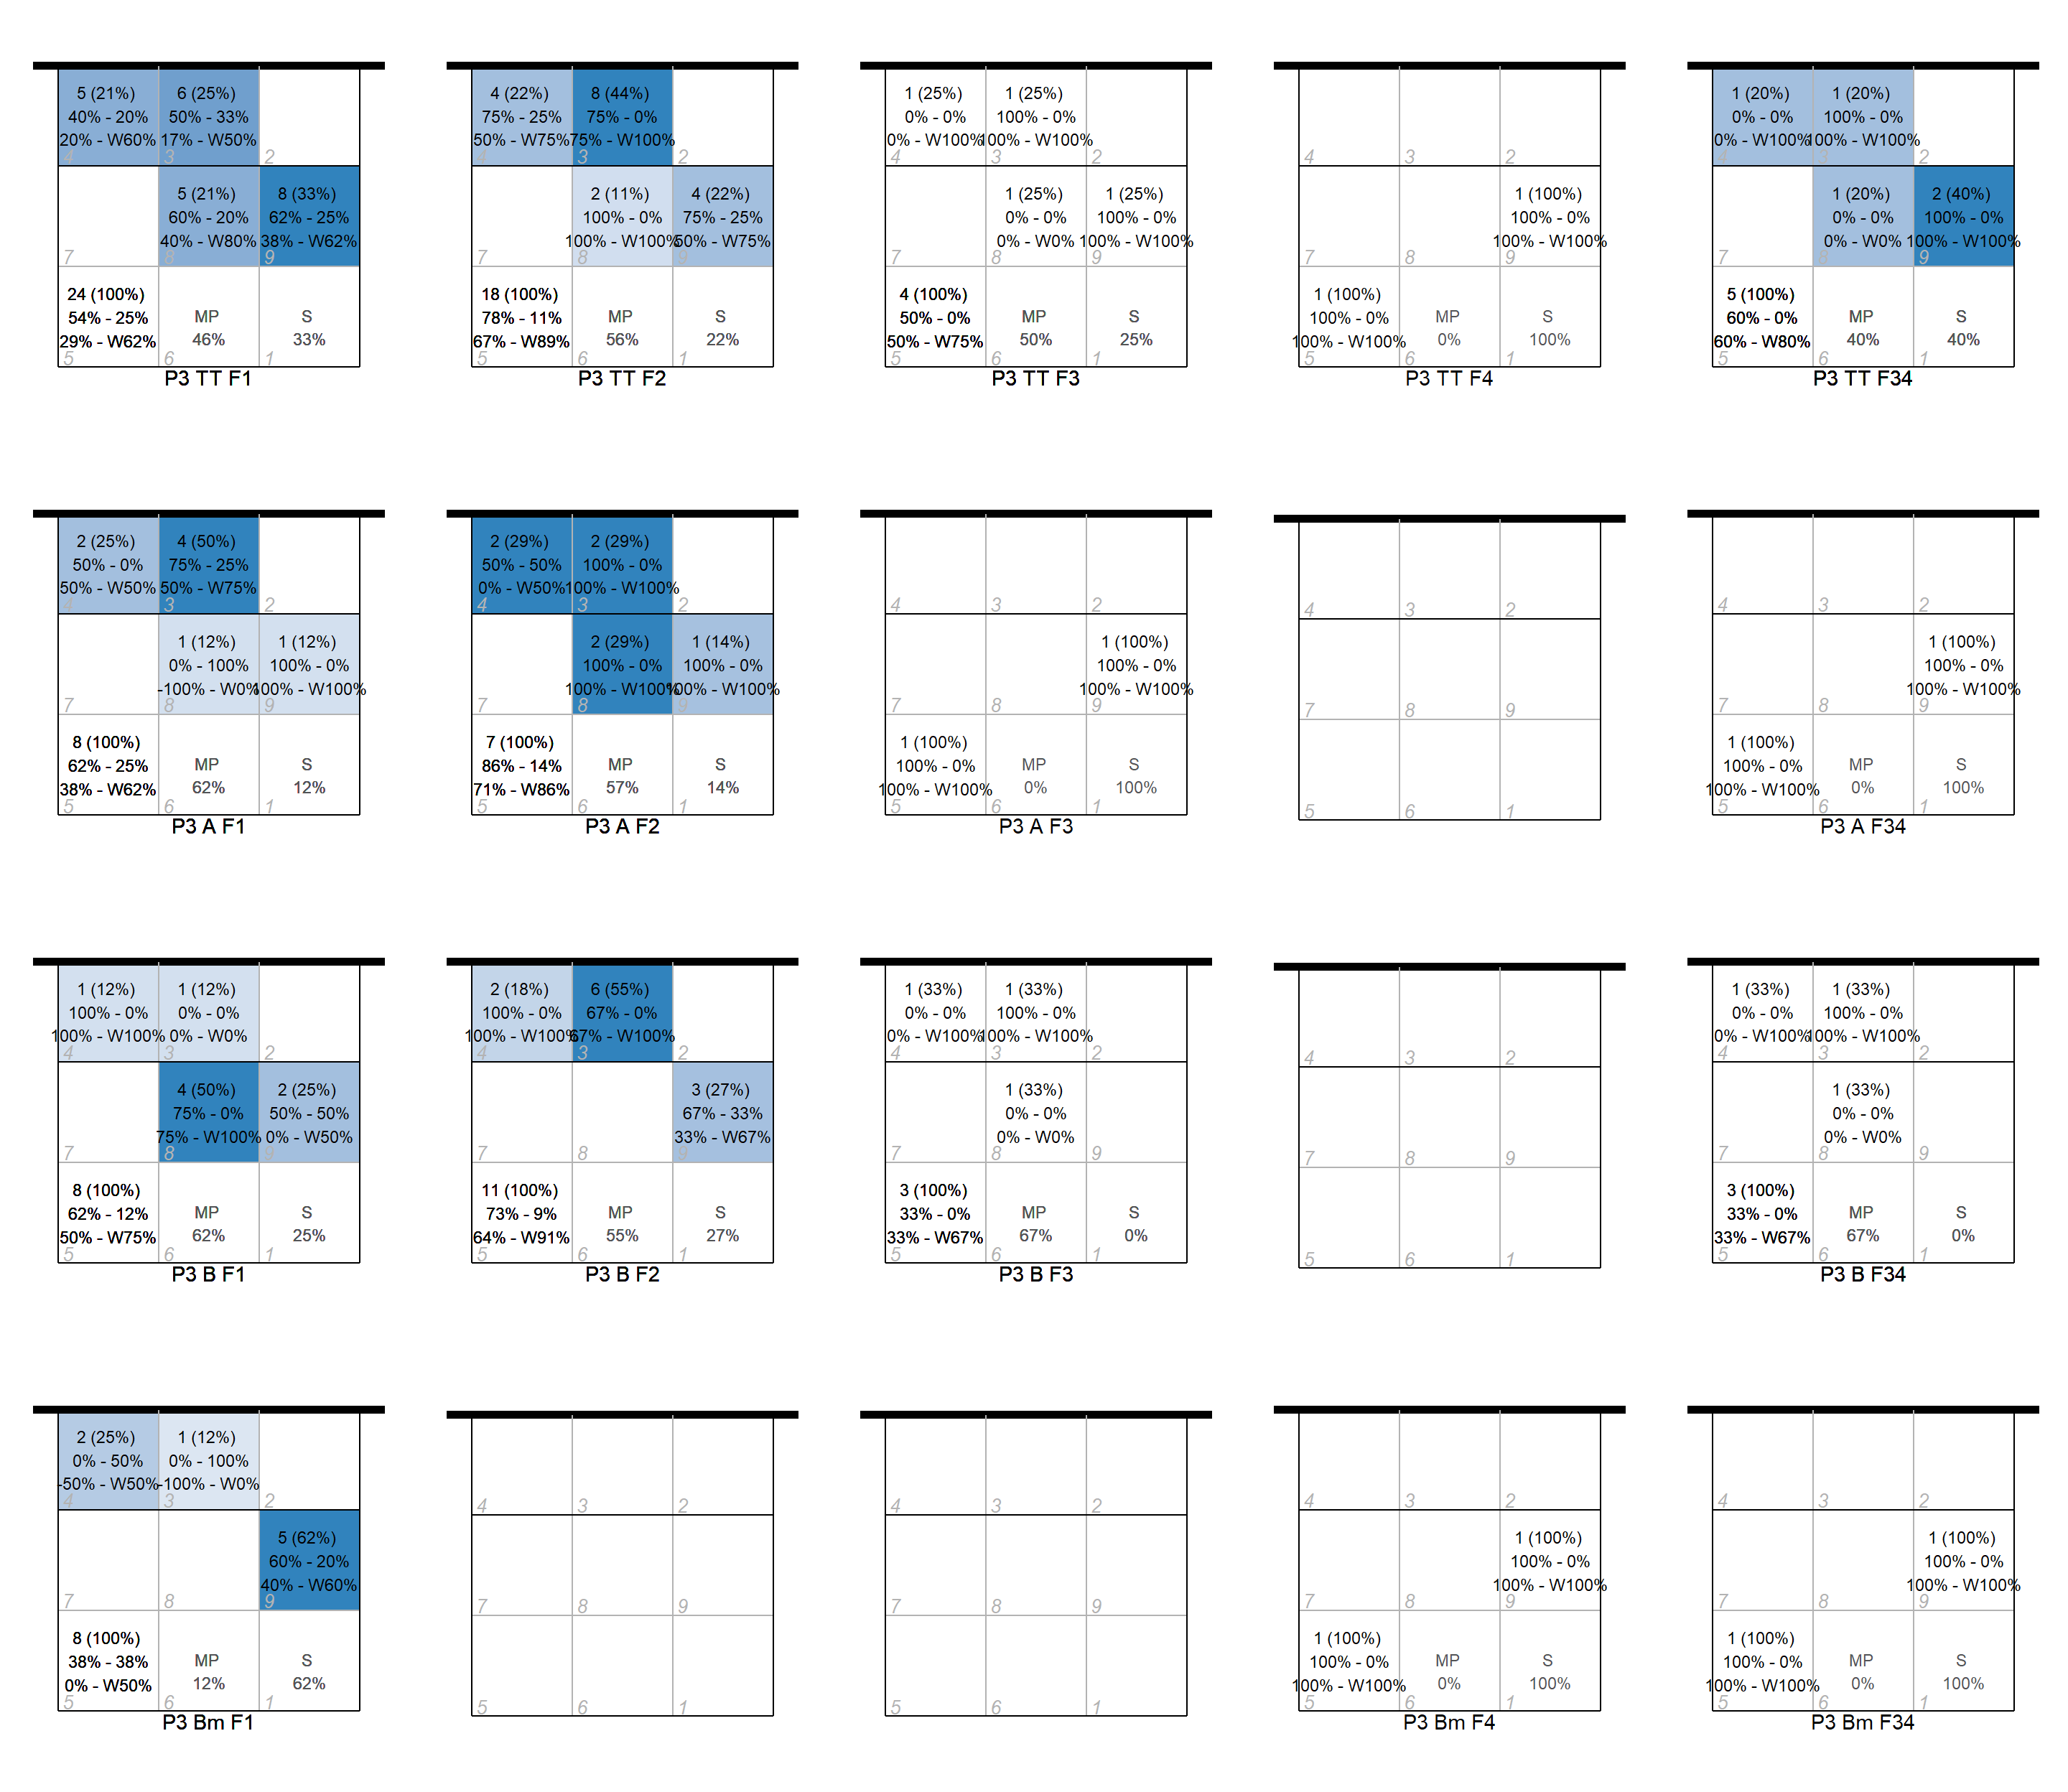 5 (21%) 6 (25%)
40% - 20% 50% - 33%
20% - W60% 17% - W50%
4 3 2
5 (21%) 8 (33%)
60% - 20% 62% - 25%
40% - W80% 38% - W62%
7 8 9
24 (100%)
54% - 25% MP S
29% - W62% 46% 33%
5 6 1
P3 TT F1
4 (22%) 8 (44%)
75% - 25% 75% - 0%
50% - W75% 75% - W100%
4 3 2
2 (11%) 4 (22%)
100% - 0% 75% - 25%
100% - W100% 50% - W75%
7 8 9
18 (100%)
78% - 11% MP S
67% - W89% 56% 22%
5 6 1
P3 TT F2
1 (25%) 1 (25%)
0% - 0% 100% - 0%
0% - W100% 100% - W100%
4 3 2
1 (25%) 1 (25%)
0% - 0% 100% - 0%
0% - W0% 100% - W100%
7 8 9
4 (100%)
50% - 0% MP S
50% - W75% 50% 25%
5 6 1
P3 TT F3
4 3 2
1 (100%)
100% - 0%
100% - W100%
7 8 9
1 (100%)
100% - 0% MP S
100% - W100% 0% 100%
5 6 1
P3 TT F4
1 (20%) 1 (20%)
0% - 0% 100% - 0%
0% - W100% 100% - W100%
4 3 2
1 (20%) 2 (40%)
0% - 0% 100% - 0%
0% - W0% 100% - W100%
7 8 9
5 (100%)
60% - 0% MP S
60% - W80% 40% 40%
5 6 1
P3 TT F34
2 (25%) 4 (50%)
50% - 0% 75% - 25%
50% - W50% 50% - W75%
4 3 2
1 (12%) 1 (12%)
0% - 100% 100% - 0%
-100% - W0% 100% - W100%
7 8 9
8 (100%)
62% - 25% MP S
38% - W62% 62% 12%
5 6 1
P3 A F1
2 (29%) 2 (29%)
50% - 50% 100% - 0%
0% - W50% 100% - W100%
4 3 2
2 (29%) 1 (14%)
100% - 0% 100% - 0%
100% - W100% 100% - W100%
7 8 9
7 (100%)
86% - 14% MP S
71% - W86% 57% 14%
5 6 1
P3 A F2
4 3 2
1 (100%)
100% - 0%
100% - W100%
7 8 9
1 (100%)
100% - 0% MP S
100% - W100% 0% 100%
5 6 1
P3 A F3
4 3 2
7 8 9
5 6 1
4 3 2
1 (100%)
100% - 0%
100% - W100%
7 8 9
1 (100%)
100% - 0% MP S
100% - W100% 0% 100%
5 6 1
P3 A F34
1 (12%) 1 (12%)
100% - 0% 0% - 0%
100% - W100% 0% - W0%
4 3 2
4 (50%) 2 (25%)
75% - 0% 50% - 50%
75% - W100% 0% - W50%
7 8 9
8 (100%)
62% - 12% MP S
50% - W75% 62% 25%
5 6 1
P3 B F1
2 (18%) 6 (55%)
100% - 0% 67% - 0%
100% - W100% 67% - W100%
4 3 2
3 (27%)
67% - 33%
33% - W67%
7 8 9
11 (100%)
73% - 9% MP S
64% - W91% 55% 27%
5 6 1
P3 B F2
1 (33%) 1 (33%)
0% - 0% 100% - 0%
0% - W100% 100% - W100%
4 3 2
1 (33%)
0% - 0%
0% - W0%
7 8 9
3 (100%)
33% - 0% MP S
33% - W67% 67% 0%
5 6 1
P3 B F3
4 3 2
7 8 9
5 6 1
1 (33%) 1 (33%)
0% - 0% 100% - 0%
0% - W100% 100% - W100%
4 3 2
1 (33%)
0% - 0%
0% - W0%
7 8 9
3 (100%)
33% - 0% MP S
33% - W67% 67% 0%
5 6 1
P3 B F34
2 (25%) 1 (12%)
0% - 50% 0% - 100%
-50% - W50% -100% - W0%
4 3 2
5 (62%)
60% - 20%
40% - W60%
7 8 9
8 (100%)
38% - 38% MP S
0% - W50% 12% 62%
5 6 1
P3 Bm F1
4 3 2
7 8 9
5 6 1
4 3 2
7 8 9
5 6 1
4 3 2
1 (100%)
100% - 0%
100% - W100%
7 8 9
1 (100%)
100% - 0% MP S
100% - W100% 0% 100%
5 6 1
P3 Bm F4
4 3 2
1 (100%)
100% - 0%
100% - W100%
7 8 9
1 (100%)
100% - 0% MP S
100% - W100% 0% 100%
5 6 1
P3 Bm F34